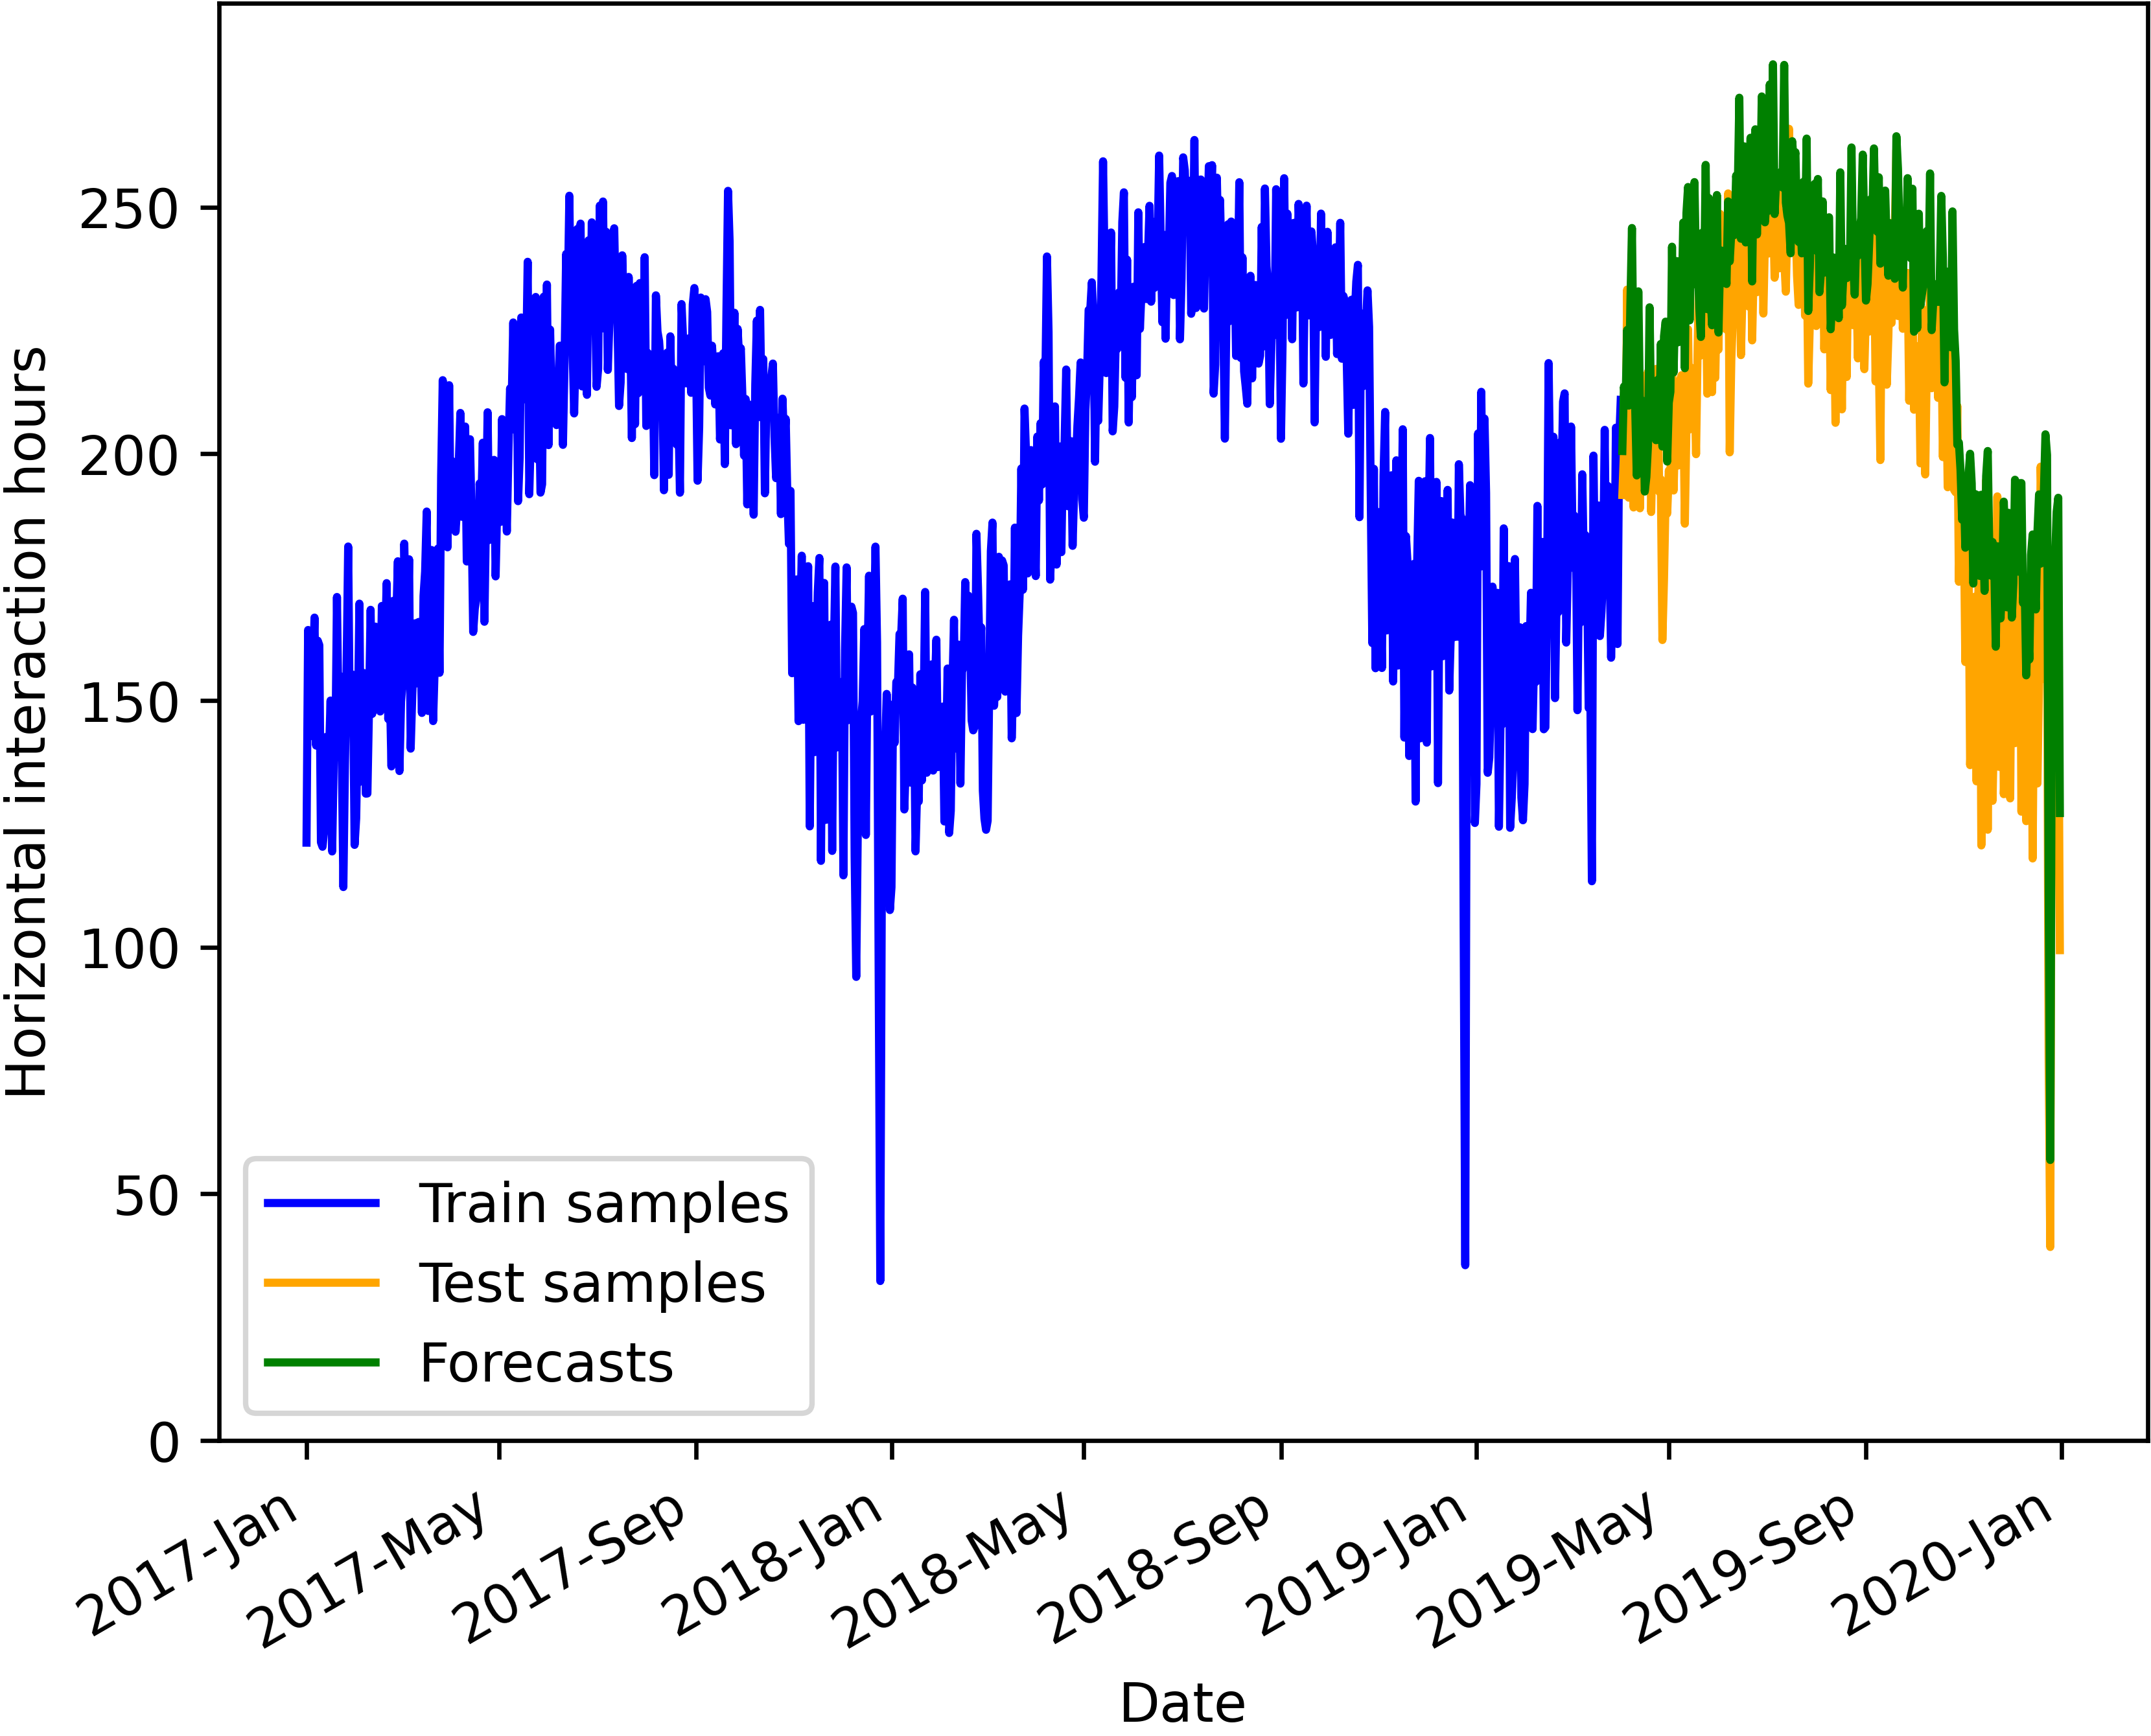 Horizontal interaction hours
250
200
150
100
50
0
Train samples
Test samples
Forecasts
2017-Jan
2017-May
2017-Sep
2018-Jan
2018-May
2018-Sep
2019-Jan
2019-May
2019-Sep
2020-Jan
Date